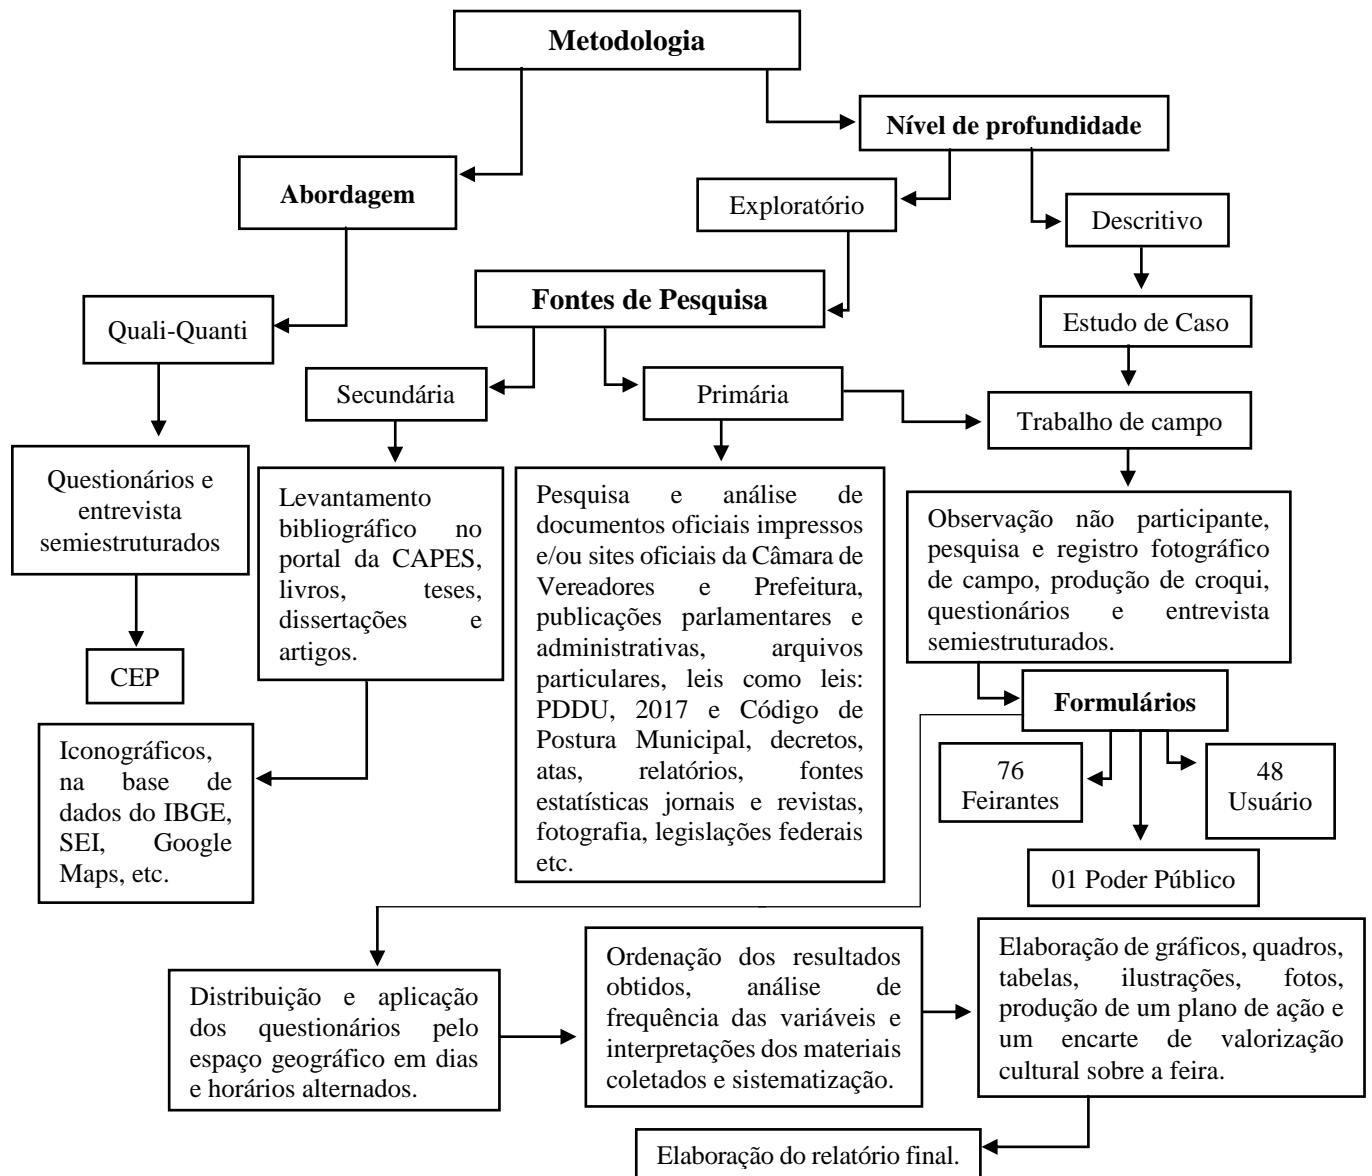 Metodologia
Nível de profundidade
Abordagem
Exploratório
Descritivo
Fontes de Pesquisa
Quali-Quanti
Estudo de Caso
Secundária
Primária
Trabalho de campo
Questionários e
entrevista
semiestruturados
Levantamento
bibliográfico no
portal da CAPES,
livros, teses,
dissertações e
artigos.
Pesquisa e análise de
documentos oficiais impressos
e/ou sites oficiais da Câmara de
Vereadores e Prefeitura,
publicações parlamentares e
administrativas, arquivos
particulares, leis como leis:
PDDU, 2017 e Código de
Postura Municipal, decretos,
atas, relatórios, fontes
estatísticas jornais e revistas,
fotografia, legislações federais
etc.
Observação não participante,
pesquisa e registro fotográfico
de campo, produção de croqui,
questionários e entrevista
semiestruturados.
CEP
Formulários
Iconográficos,
na base de
dados do IBGE,
SEI, Google
Maps, etc.
76
Feirantes
48
Usuário
01 Poder Público
Distribuição e aplicação
dos questionários pelo
espaço geográfico em dias
e horários alternados.
Ordenação dos resultados
obtidos, análise de
frequência das variáveis e
interpretações dos materiais
coletados e sistematização.
Elaboração de gráficos, quadros,
tabelas, ilustrações, fotos,
produção de um plano de ação e
um encarte de valorização
cultural sobre a feira.
Elaboração do relatório final.